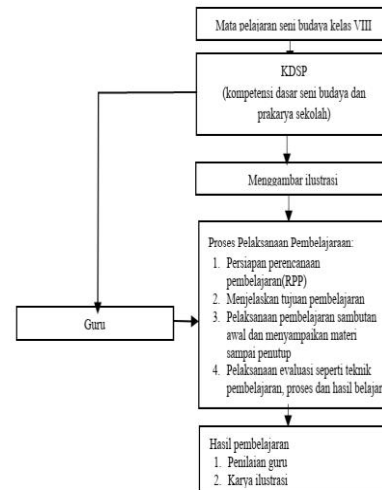 Mata pelajaran seni budaya kelas VIII
KDSP
(kompetensi dasar seni budaya dan
prakarya sekolah)
Menggambar ilustrasi
Proses Pelaksanaan Pembelajaraan:
1. Persiapan perencanaan
pembelajaran(RPP)
2. Menjelaskan tujuan pembelajaran
3. Pelaksanaan pembelajaran sambutan
awal dan menyampaikan materi
sampai penutup
4. Pelaksanaan evaluasi seperti teknik
pembelajaran, proses dan hasil belajar
Guru
Hasil pembelajaran
1. Penilaian guru
2. Karya ilustrasi